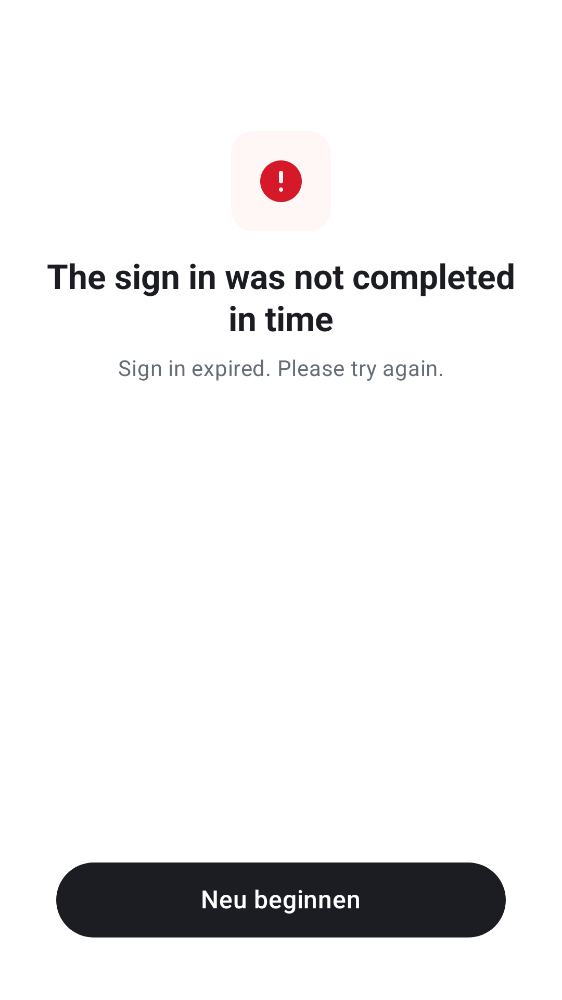 The sign in was not completed
in time
Sign in expired. Please try again.
Neu beginnen